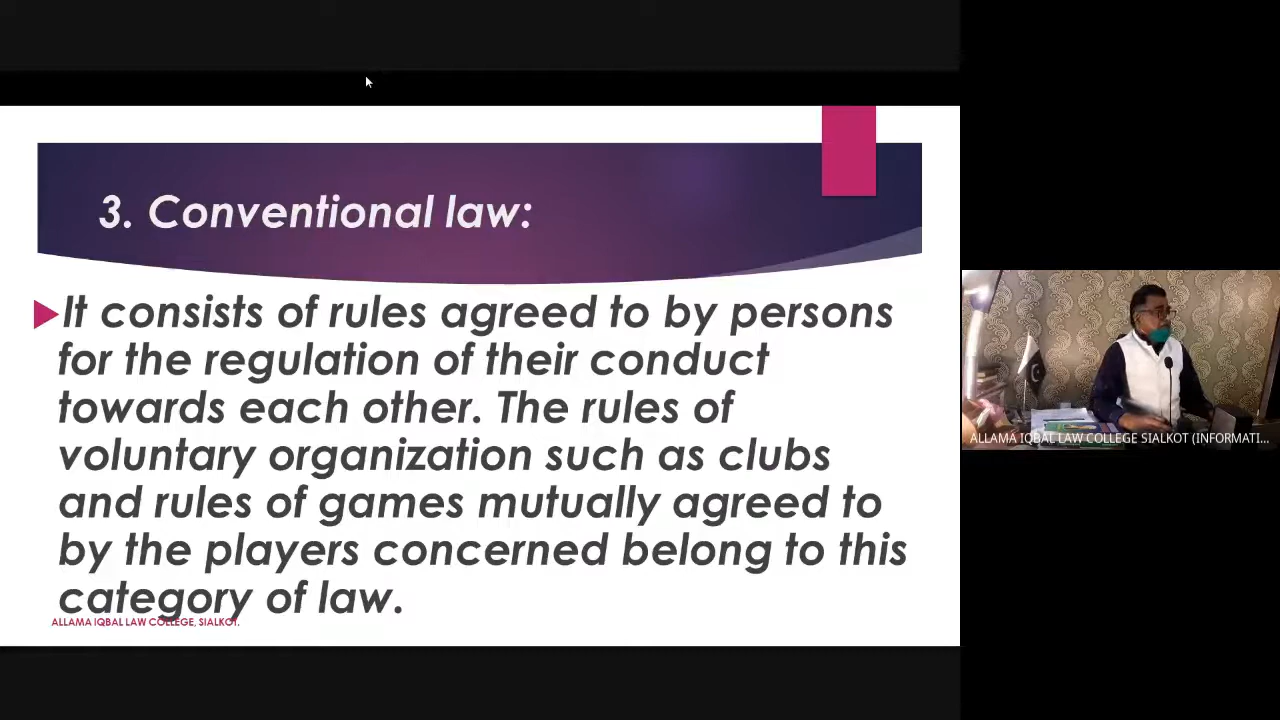 3. Conventional law:
It consists of rules agreed to by persons
for the regulation of their conduct
towards each other. The rules of
voluntary organization such as clubs
and rules of games mutually agreed to
by the players concerned belong to this
category of law.
ALLAMA IQBAL LAW COLLEGE, SIALKOT.
ALLAMA IQBAL LAW COLLEGE SIALKOT (INFORMATI...